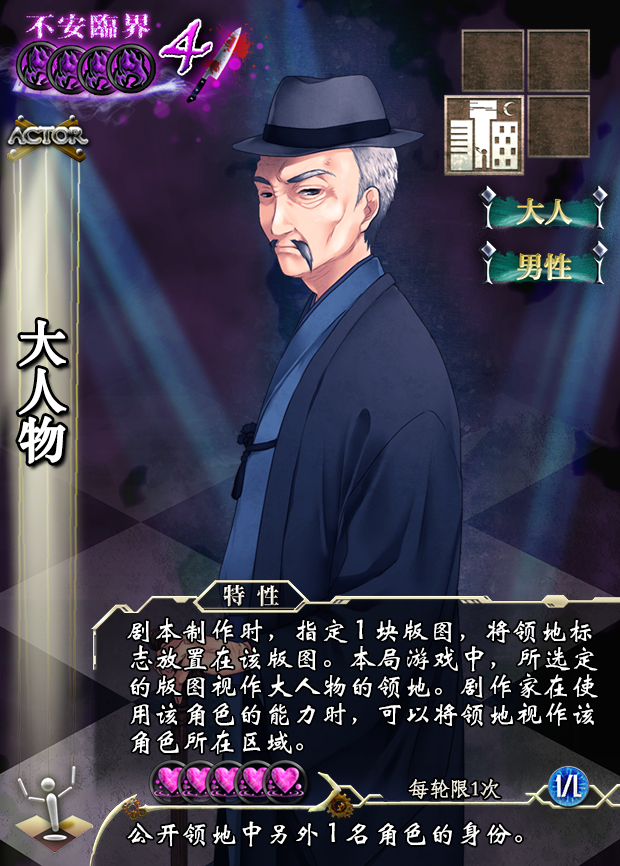 不安臨界
4
ACTOR
大人
男性
大人物
特性
剧本制作时，指定1块版图，将领地标
志放置在该版图。本局游戏中，所选定
的版图视作大人物的领地。剧作家在使
用该角色的能力时，可以将领地视作该
角色所在区域。
每轮限1次
1/L
公开领地中另外1名角色的身份。